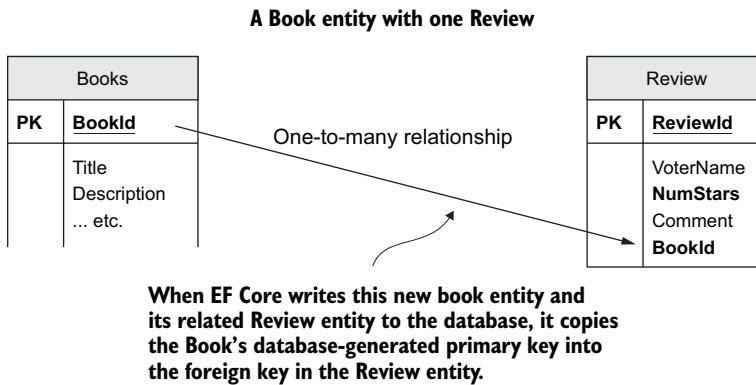 A Book entity with one Review
Books
PK BookId
Title
Description
... etc.
One-to-many relationship
Review
PK ReviewId
VoterName
NumStars
Comment
BookId
When EF Core writes this new book entity and
its related Review entity to the database, it copies
the Book's database-generated primary key into
the foreign key in the Review entity.